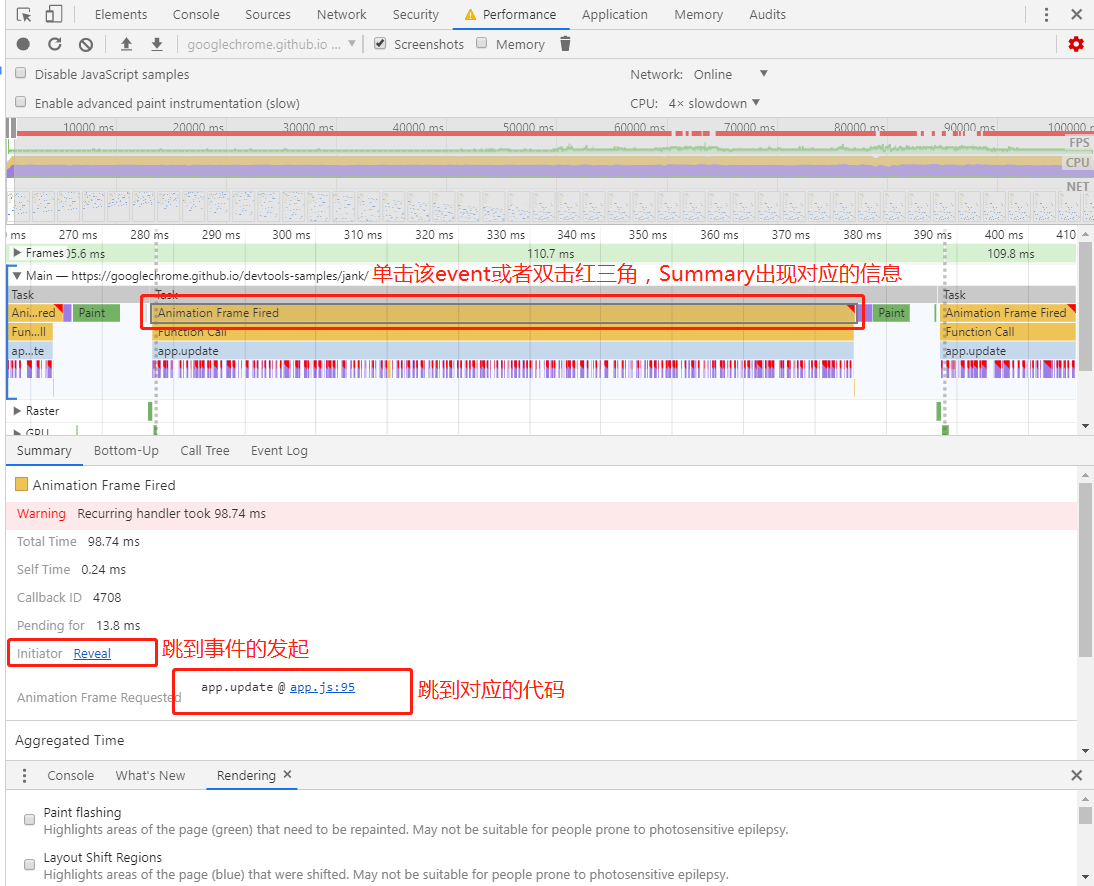 Elements Console Sources Network Security Performance Application Memory Audits
googlechrome.github.io ... Screenshots Memory
Disable JavaScript samples Network: Online
Enable advanced paint instrumentation (slow) CPU: 4× slowdown
10000 ms 20000 ms 30000 ms 40000 ms 50000 ms 60000 ms 70000 ms 80000 ms 90000 ms 100000 m
FPS
CPU
NET
0 ms 270 ms 280 ms 290 ms 300 ms 310 ms 320 ms 330 ms 340 ms 350 ms 360 ms 370 ms 380 ms 390 ms 400 ms 410
Frames 05.6 ms 110.7 ms 109.8 ms
Main — https://googlechrome.github.io/devtools-samples/jank/ 单击该event或者双击红三角，Summary出现对应的信息
Task Task Task
Ani...red Paint Animation Frame Fired Paint Animation Frame Fired
Fun...ll Function Call Function Call
ap...te app.update app.update
Raster
GPU
Summary Bottom-Up Call Tree Event Log
Animation Frame Fired
Warning Recurring handler took 98.74 ms
Total Time 98.74 ms
Self Time 0.24 ms
Callback ID 4708
Pending for 13.8 ms
Initiator Reveal 跳到事件的发起
Animation Frame Requested app.update @ app.js:95 跳到对应的代码
Aggregated Time
Console What's New Rendering ×
Paint flashing
Highlights areas of the page (green) that need to be repainted. May not be suitable for people prone to photosensitive epilepsy.
Layout Shift Regions
Highlights areas of the page (blue) that were shifted. May not be suitable for people prone to photosensitive epilepsy.